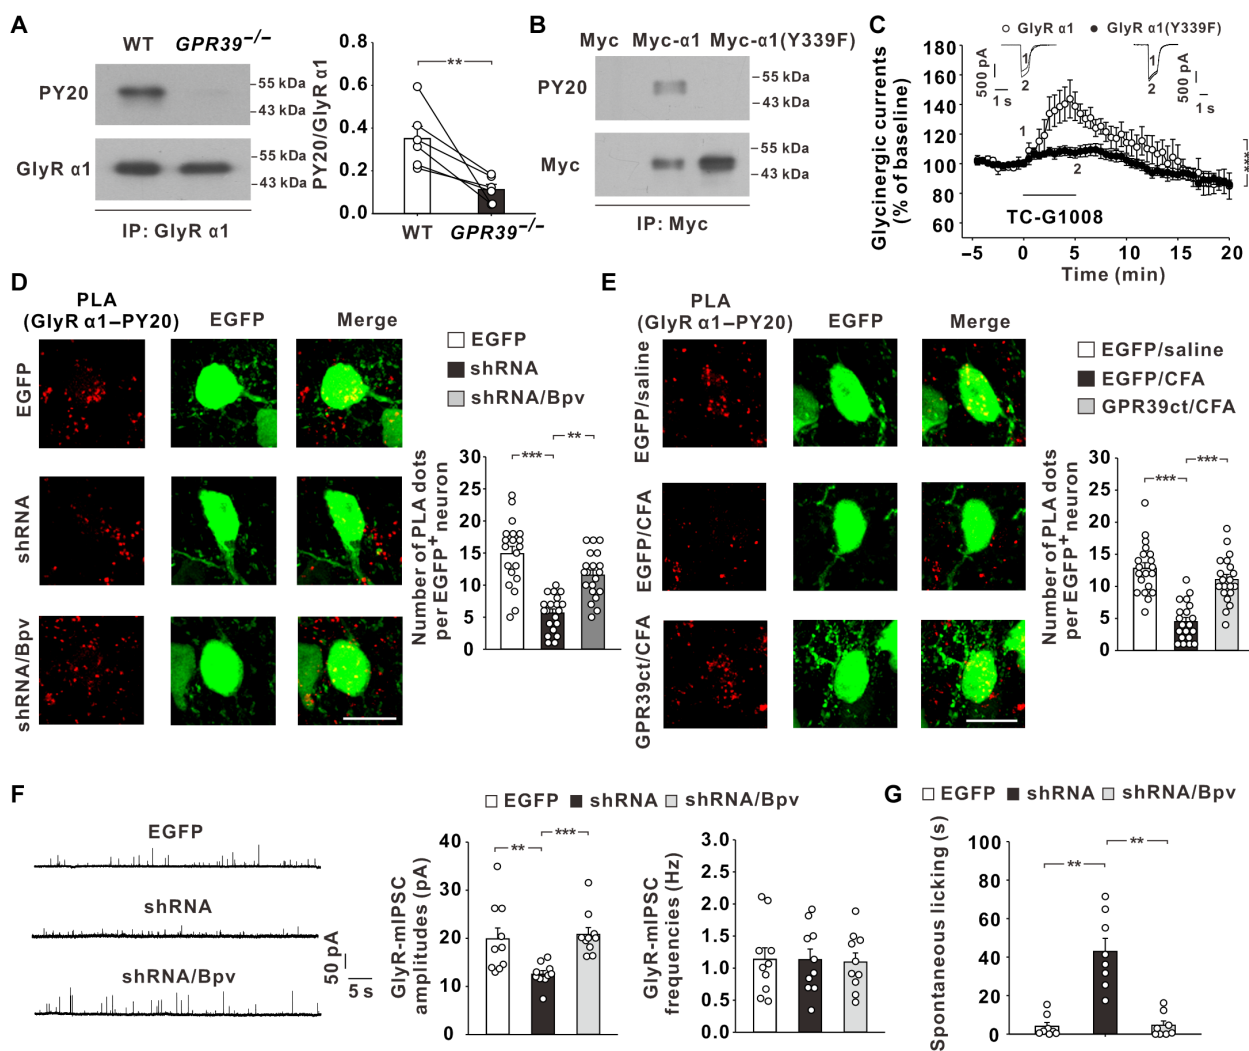 A
WT GPR39−/−
PY20
55 kDa
43 kDa
GlyR α1
55 kDa
43 kDa
IP: GlyR α1
PY20/GlyR α1
0.8
0.6
0.4
0.2
0.0
**
WT GPR39−/−
B
Myc Myc-α1 Myc-α1(Y339F)
PY20
55 kDa
43 kDa
Myc
55 kDa
43 kDa
IP: Myc
C
GlyR α1 GlyR α1(Y339F)
Glycinergic currents
(% of baseline)
180
160
140
120
100
80
60
500 pA
1 s
1
2
1
2
500 pA
1 s
1
2
***
TC-G1008
−5 0 5 10 15 20
Time (min)
D
PLA
(GlyR α1–PY20) EGFP Merge
EGFP
shRNA
shRNA/Bpv
EGFP
shRNA
shRNA/Bpv
Number of PLA dots
per EGFP+ neuron
30
25
20
15
10
5
0
*** **
E
PLA
(GlyR α1–PY20) EGFP Merge
EGFP/saline
EGFP/CFA
GPR39ct/CFA
EGFP/saline
EGFP/CFA
GPR39ct/CFA
Number of PLA dots
per EGFP+ neuron
30
25
20
15
10
5
0
*** ***
F
EGFP
shRNA
shRNA/Bpv
50 pA
5 s
EGFP shRNA shRNA/Bpv
GlyR-mIPSC
amplitudes (pA)
40
30
20
10
0
** ***
GlyR-mIPSC
frequencies (Hz)
3.0
2.5
2.0
1.5
1.0
0.5
0.0
G
EGFP shRNA shRNA/Bpv
Spontaneous licking (s)
100
80
60
40
20
0
** **